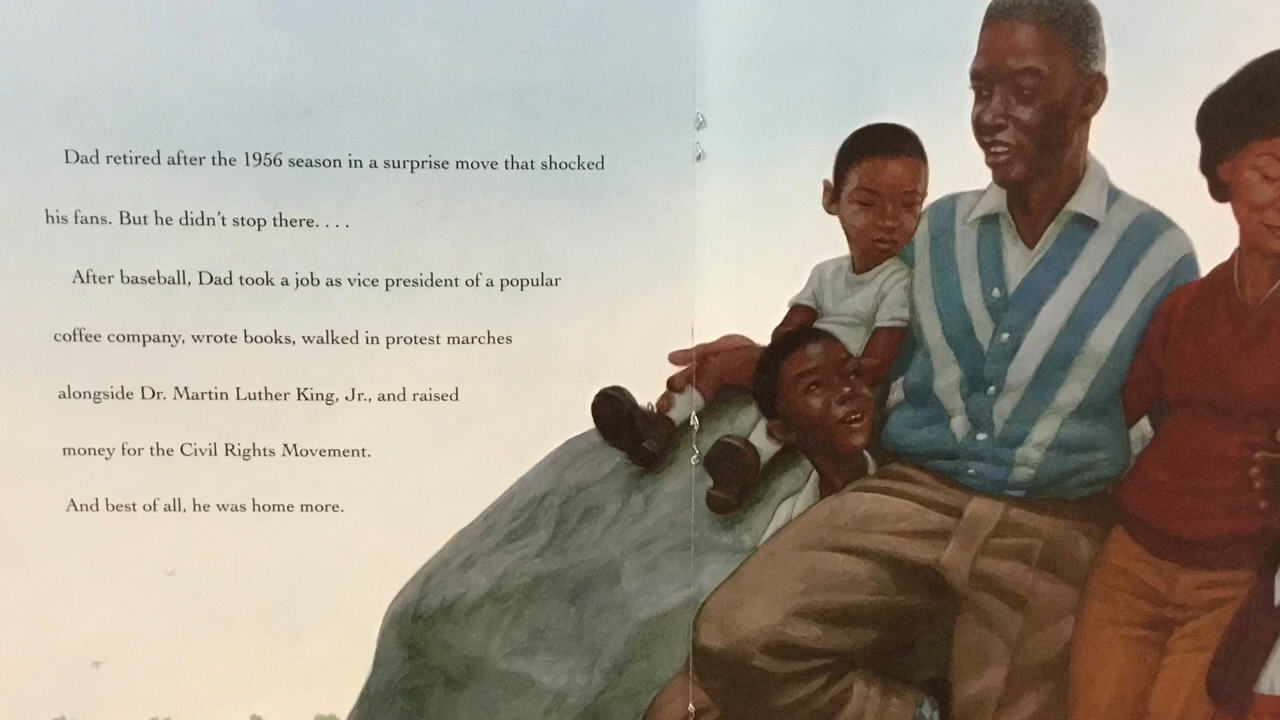 Dad retired after the 1956 season in a surprise move that shocked
his fans. But he didn't stop there. . . .
After baseball, Dad took a job as vice president of a popular
coffee company, wrote books, walked in protest marches
alongside Dr. Martin Luther King, Jr., and raised
money for the Civil Rights Movement.
And best of all, he was home more.